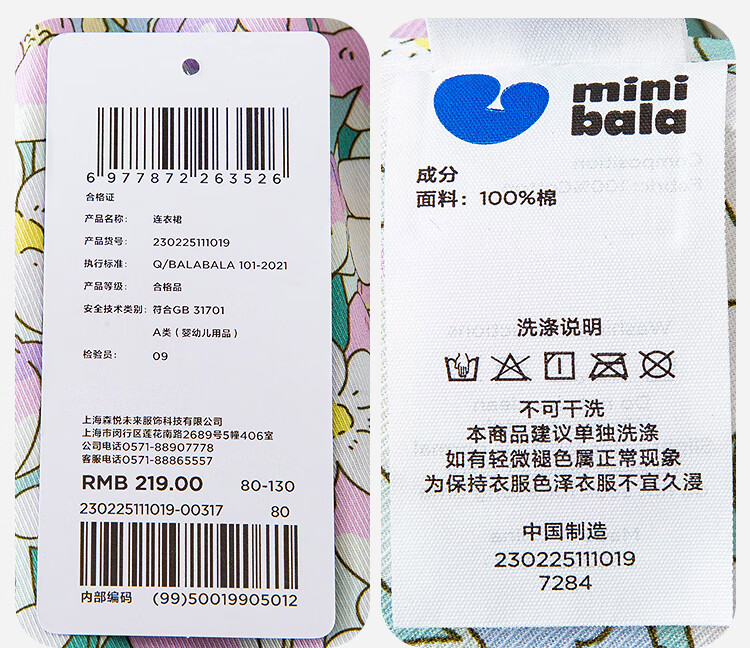 6 977872 263526
合格证
产品名称: 连衣裙
产品货号: 230225111019
执行标准: Q/BALABALA 101-2021
产品等级: 合格品
安全技术类别: 符合GB 31701
A类（婴幼儿用品）
检验员: 09
上海森悦未来服饰科技有限公司
上海市闵行区莲花南路2689号5幢406室
公司电话0571-88907778
客服电话0571-88865557
RMB 219.00 80-130
230225111019-00317 80
内部编码 (99)50019905012
mini
bala
成分
面料：100%棉
洗涤说明
不可干洗
本商品建议单独洗涤
如有轻微褪色属正常现象
为保持衣服色泽衣服不宜久浸
中国制造
230225111019
7284